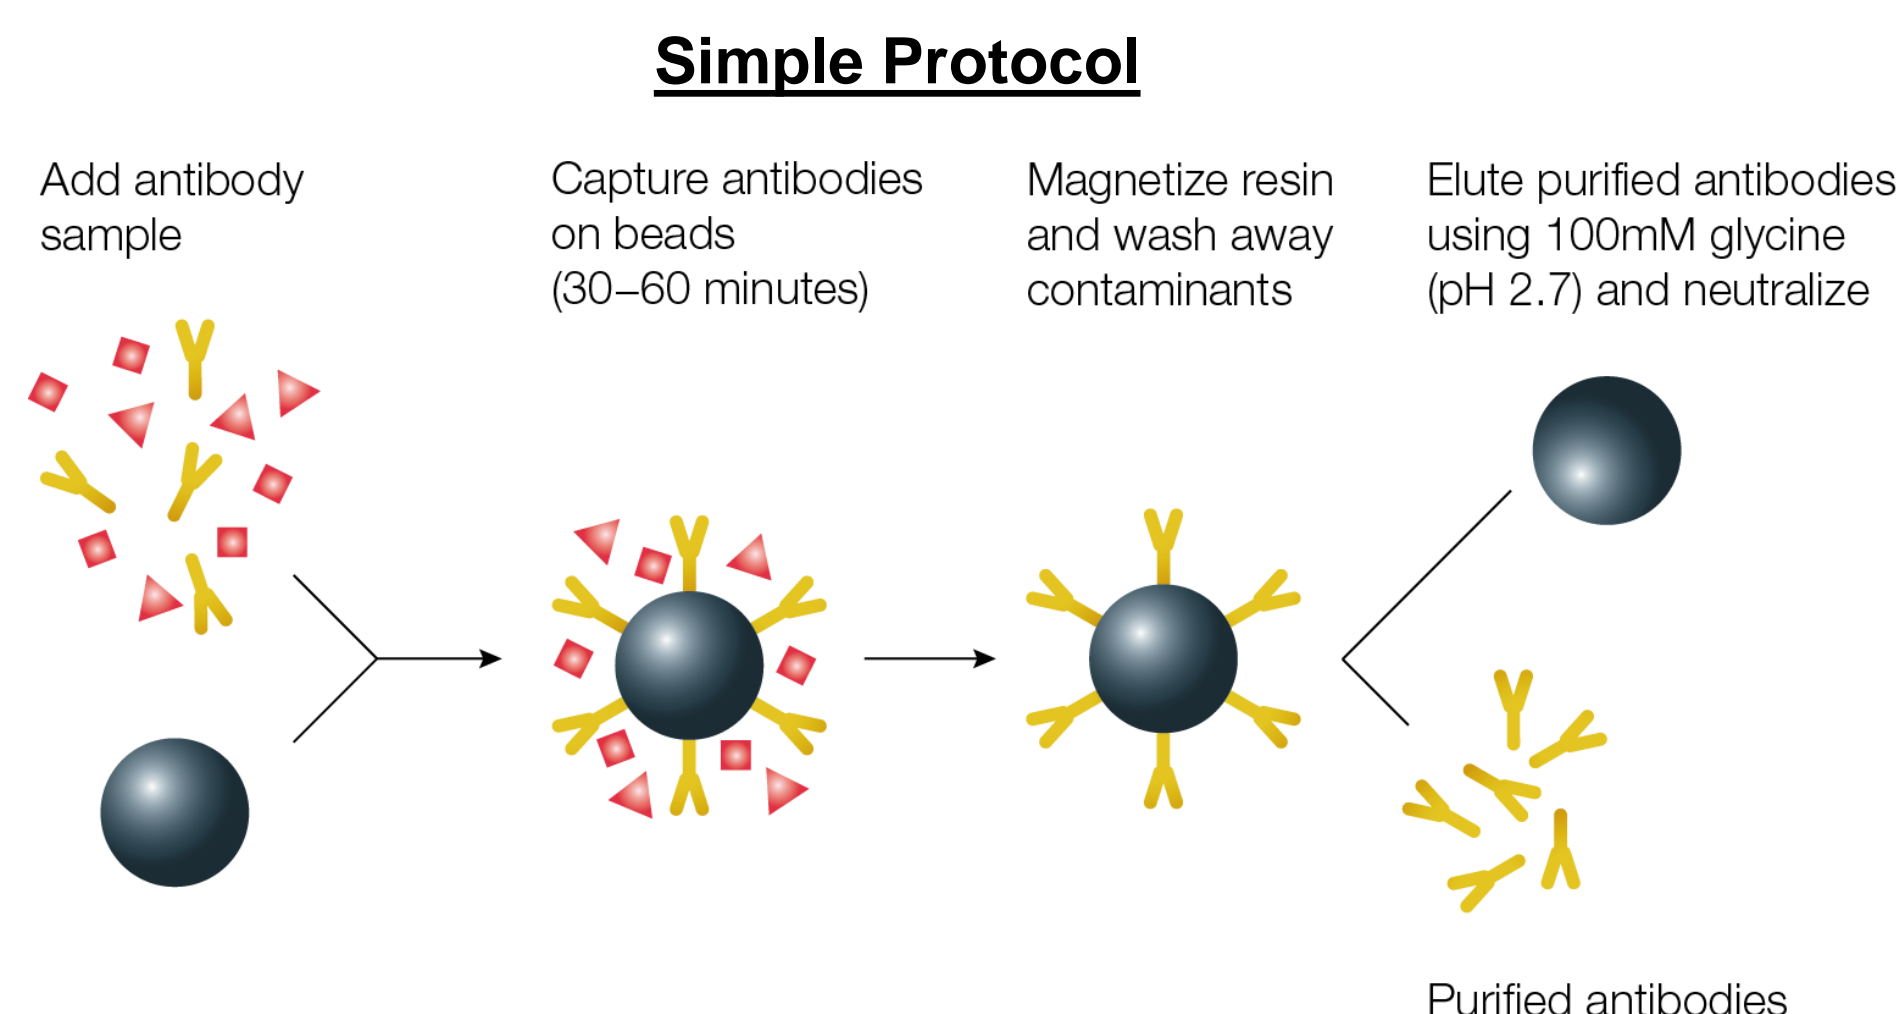 Simple Protocol
Add antibody
sample
Capture antibodies
on beads
(30–60 minutes)
Magnetize resin
and wash away
contaminants
Elute purified antibodies
using 100mM glycine
(pH 2.7) and neutralize
Purified antibodies